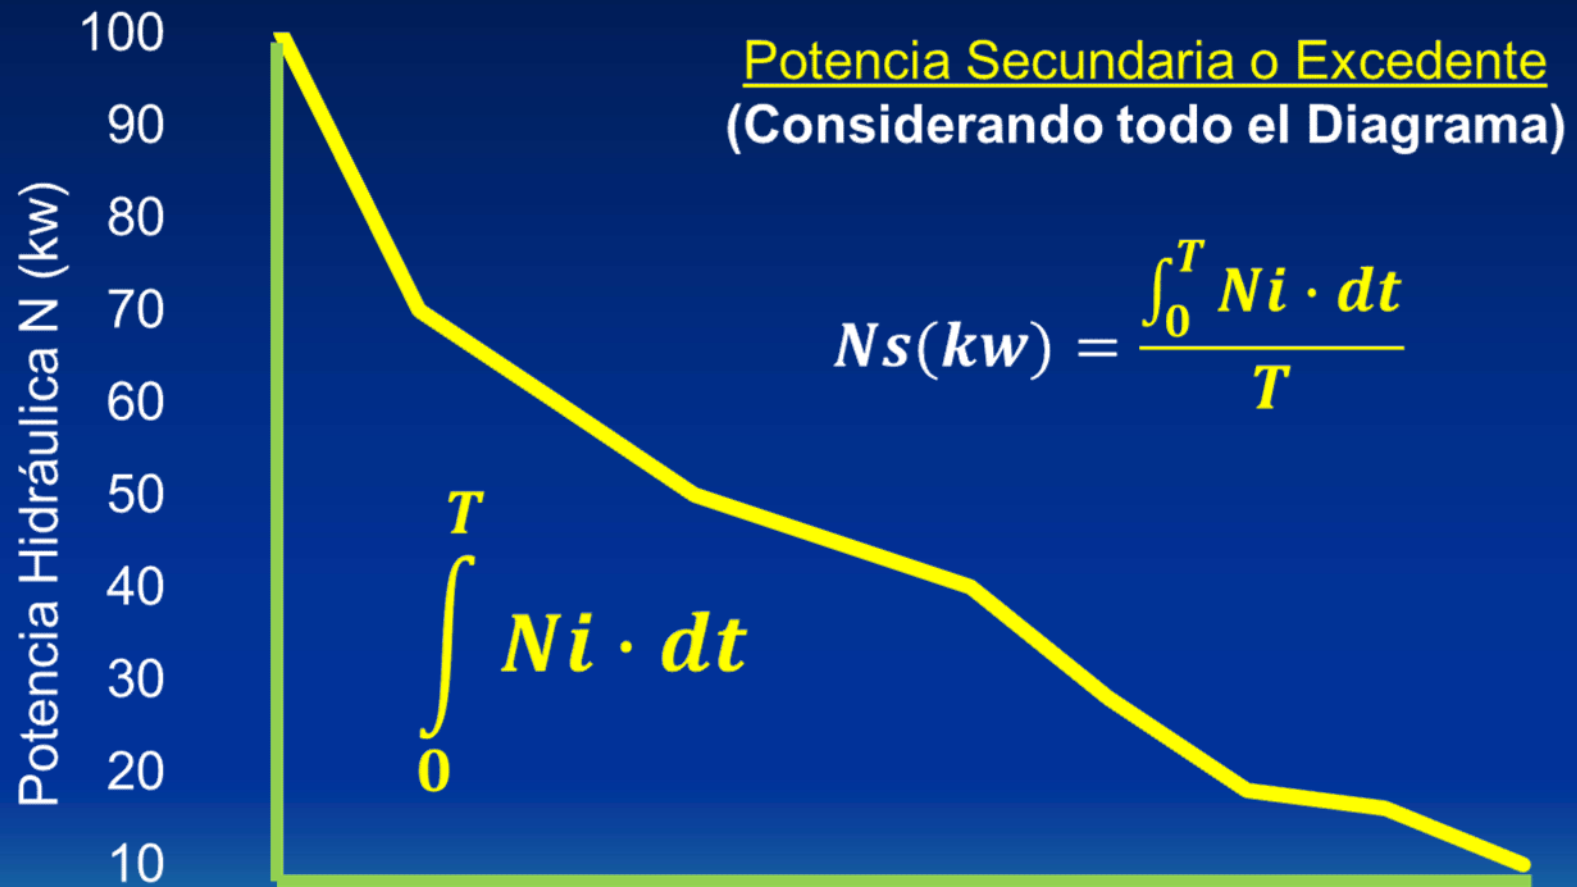 Potencia Secundaria o Excedente
(Considerando todo el Diagrama)
Ns(kw) = ∫₀ᵀ Ni · dt / T
∫₀ᵀ Ni · dt
Potencia Hidráulica N (kw)
100
90
80
70
60
50
40
30
20
10